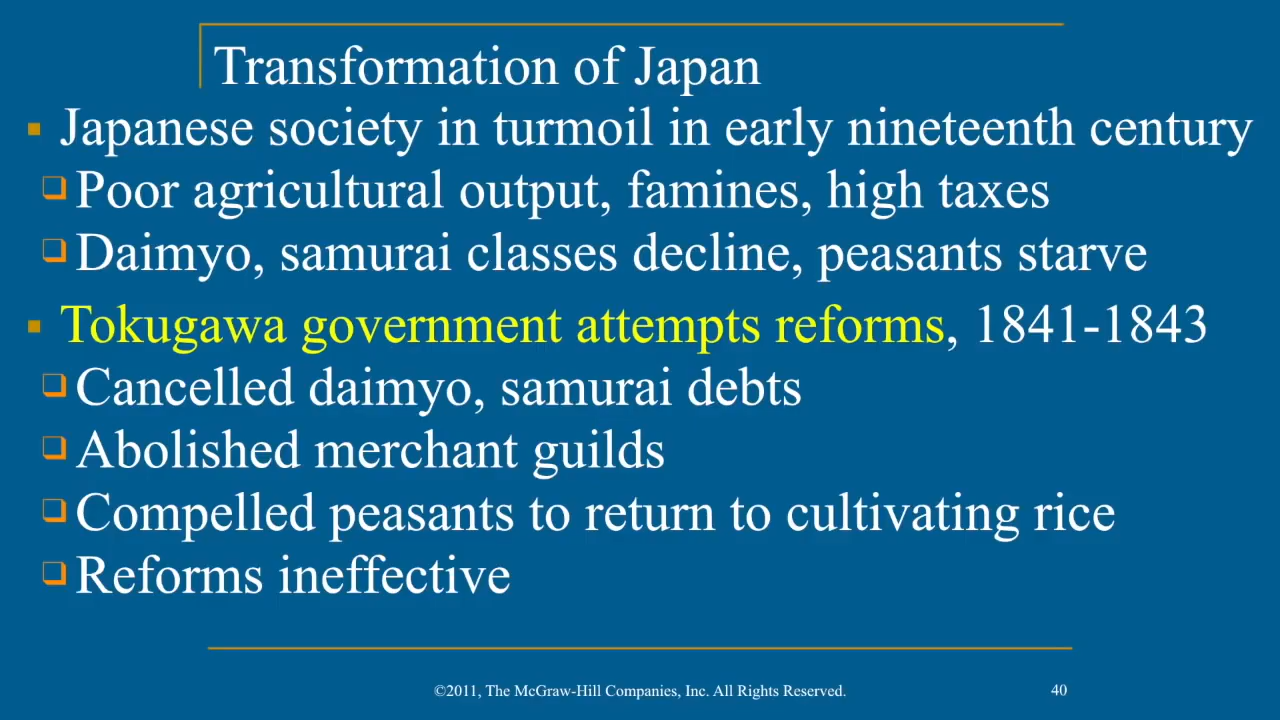 Transformation of Japan
▪ Japanese society in turmoil in early nineteenth century
❑ Poor agricultural output, famines, high taxes
❑ Daimyo, samurai classes decline, peasants starve
▪ Tokugawa government attempts reforms, 1841-1843
❑ Cancelled daimyo, samurai debts
❑ Abolished merchant guilds
❑ Compelled peasants to return to cultivating rice
❑ Reforms ineffective
©2011, The McGraw-Hill Companies, Inc. All Rights Reserved.
40